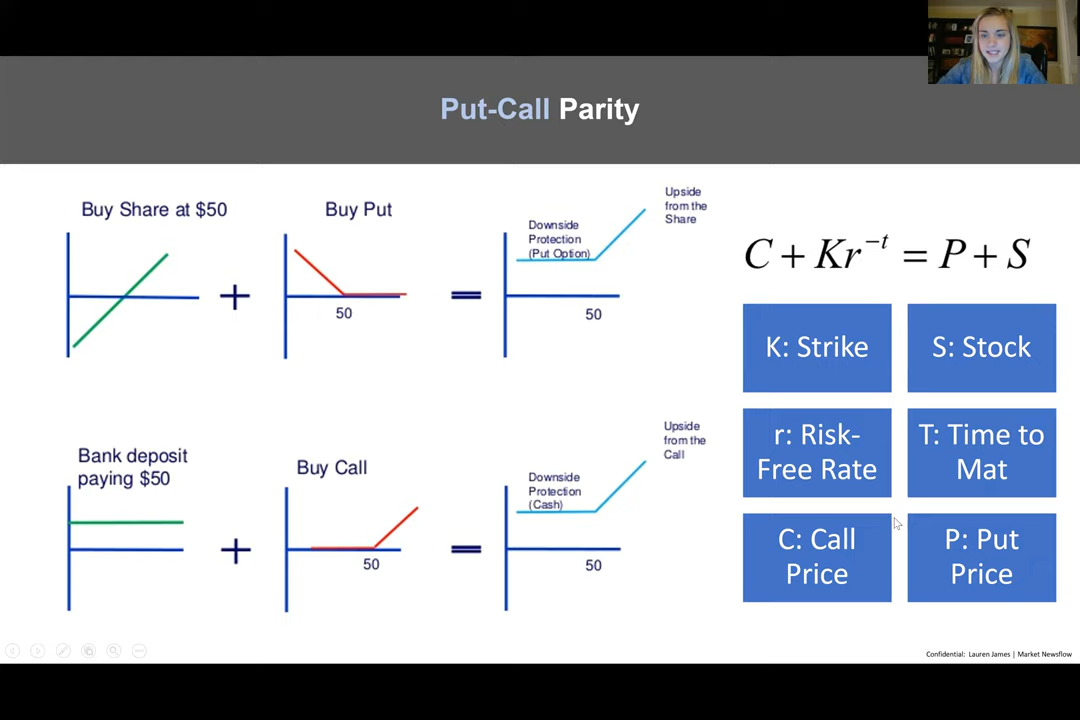 Put-Call Parity
Buy Share at $50
Buy Put
Downside
Protection
(Put Option)
Upside
from the
Share
+
=
50
50
Bank deposit
paying $50
Buy Call
Downside
Protection
(Cash)
Upside
from the
Call
+
=
50
50
C + Kr⁻ᵗ = P + S
K: Strike
S: Stock
r: Risk-
Free Rate
T: Time to
Mat
C: Call
Price
P: Put
Price
Confidential: Lauren James | Market Newsflow